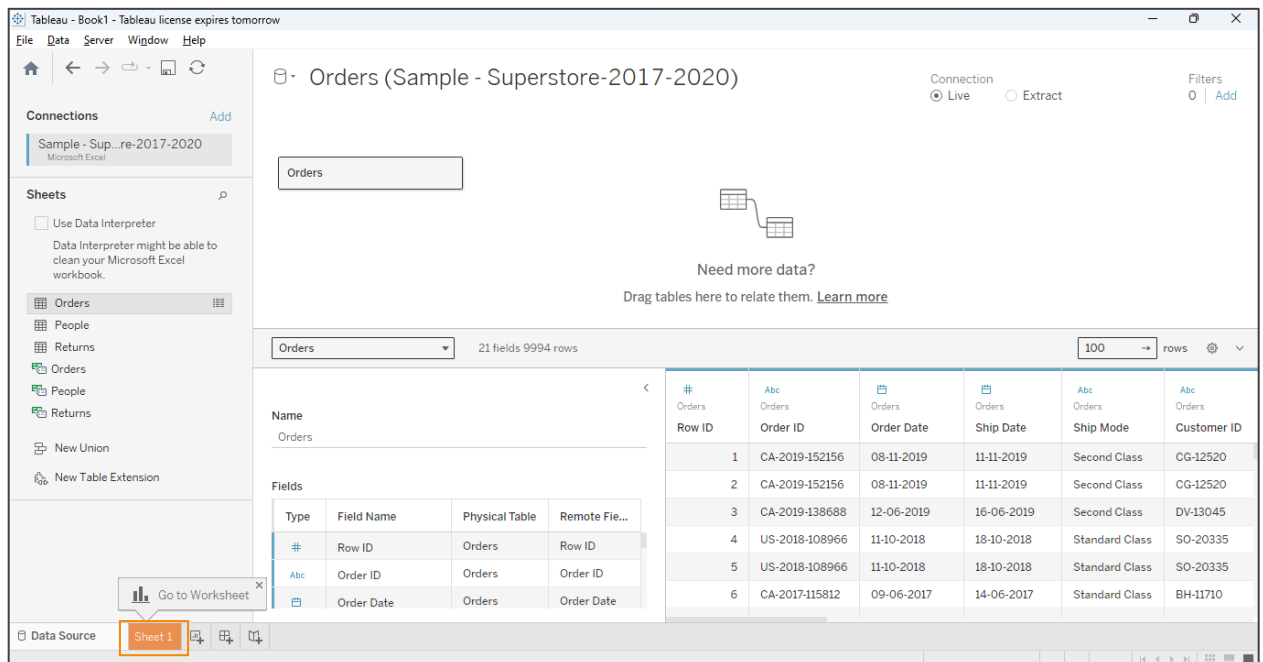 Tableau - Book1 - Tableau license expires tomorrow
File Data Server Window Help
Connections Add
Sample - Sup...re-2017-2020
Microsoft Excel
Sheets
Use Data Interpreter
Data Interpreter might be able to
clean your Microsoft Excel
workbook.
Orders
People
Returns
Orders
People
Returns
New Union
New Table Extension
Orders (Sample - Superstore-2017-2020)
Connection
Live Extract
Filters
0 Add
Orders
Need more data?
Drag tables here to relate them. Learn more
Orders 21 fields 9994 rows 100 rows
Name
Orders
Fields
Type Field Name Physical Table Remote Fie...
# Row ID Orders Row ID
Abc Order ID Orders Order ID
Order Date Orders Order Date
# Abc Abc Abc
Orders Orders Orders Orders Orders Orders
Row ID Order ID Order Date Ship Date Ship Mode Customer ID
1 CA-2019-152156 08-11-2019 11-11-2019 Second Class CG-12520
2 CA-2019-152156 08-11-2019 11-11-2019 Second Class CG-12520
3 CA-2019-138688 12-06-2019 16-06-2019 Second Class DV-13045
4 US-2018-108966 11-10-2018 18-10-2018 Standard Class SO-20335
5 US-2018-108966 11-10-2018 18-10-2018 Standard Class SO-20335
6 CA-2017-115812 09-06-2017 14-06-2017 Standard Class BH-11710
Go to Worksheet
Data Source Sheet 1